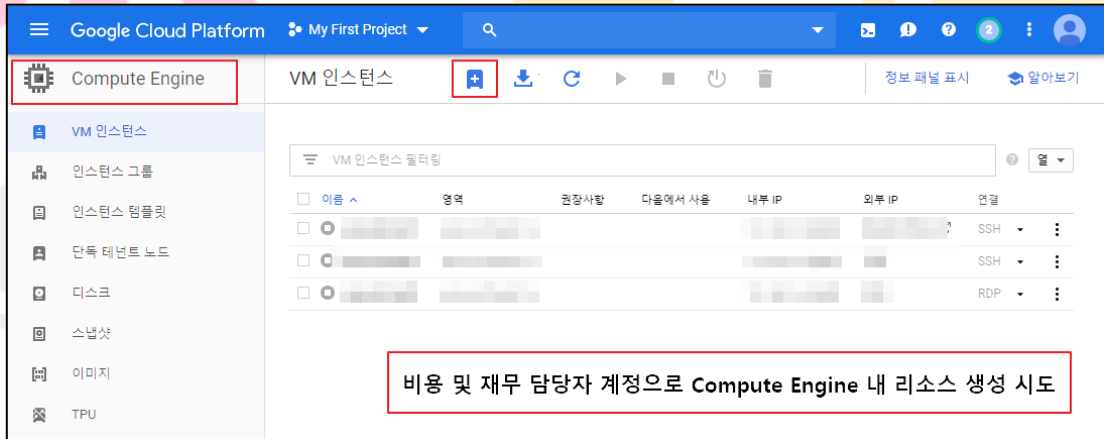 Google Cloud Platform My First Project 2
Compute Engine VM 인스턴스 정보 패널 표시 알아보기
VM 인스턴스
인스턴스 그룹
인스턴스 템플릿
단독 테넌트 노드
디스크
스냅샷
이미지
TPU
VM 인스턴스 필터링 열
이름 영역 권장사항 다음에서 사용 내부 IP 외부 IP 연결
SSH
SSH
RDP
비용 및 재무 담당자 계정으로 Compute Engine 내 리소스 생성 시도